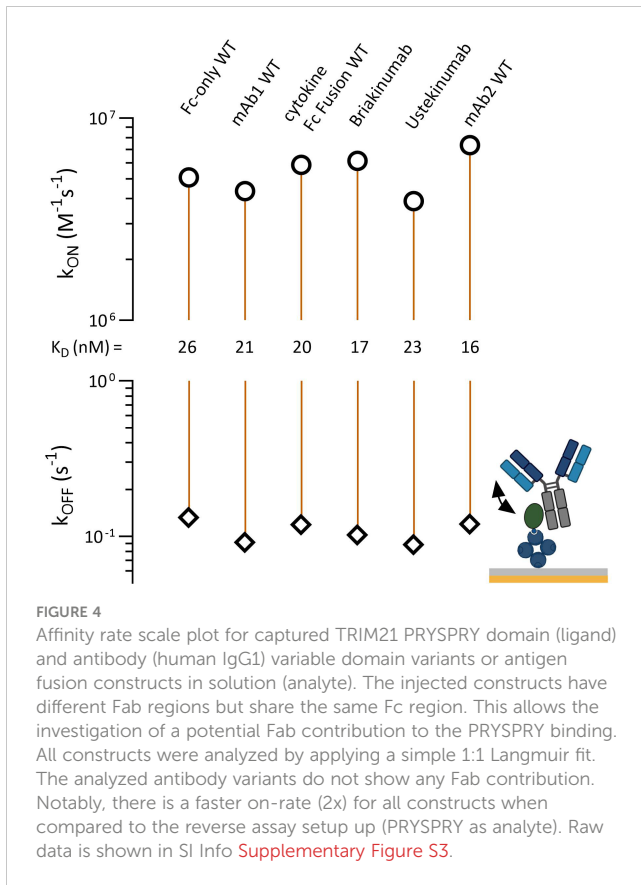 Fc-only WT
mAb1 WT
cytokine
Fc Fusion WT
Briakinumab
Ustekinumab
mAb2 WT
10⁷
kON (M⁻¹s⁻¹)
10⁶
KD (nM) = 26 21 20 17 23 16
10⁰
kOFF (s⁻¹)
10⁻¹
FIGURE 4
Affinity rate scale plot for captured TRIM21 PRYSPRY domain (ligand)
and antibody (human IgG1) variable domain variants or antigen
fusion constructs in solution (analyte). The injected constructs have
different Fab regions but share the same Fc region. This allows the
investigation of a potential Fab contribution to the PRYSPRY binding.
All constructs were analyzed by applying a simple 1:1 Langmuir fit.
The analyzed antibody variants do not show any Fab contribution.
Notably, there is a faster on-rate (2x) for all constructs when
compared to the reverse assay setup up (PRYSPRY as analyte). Raw
data is shown in SI Info Supplementary Figure S3.